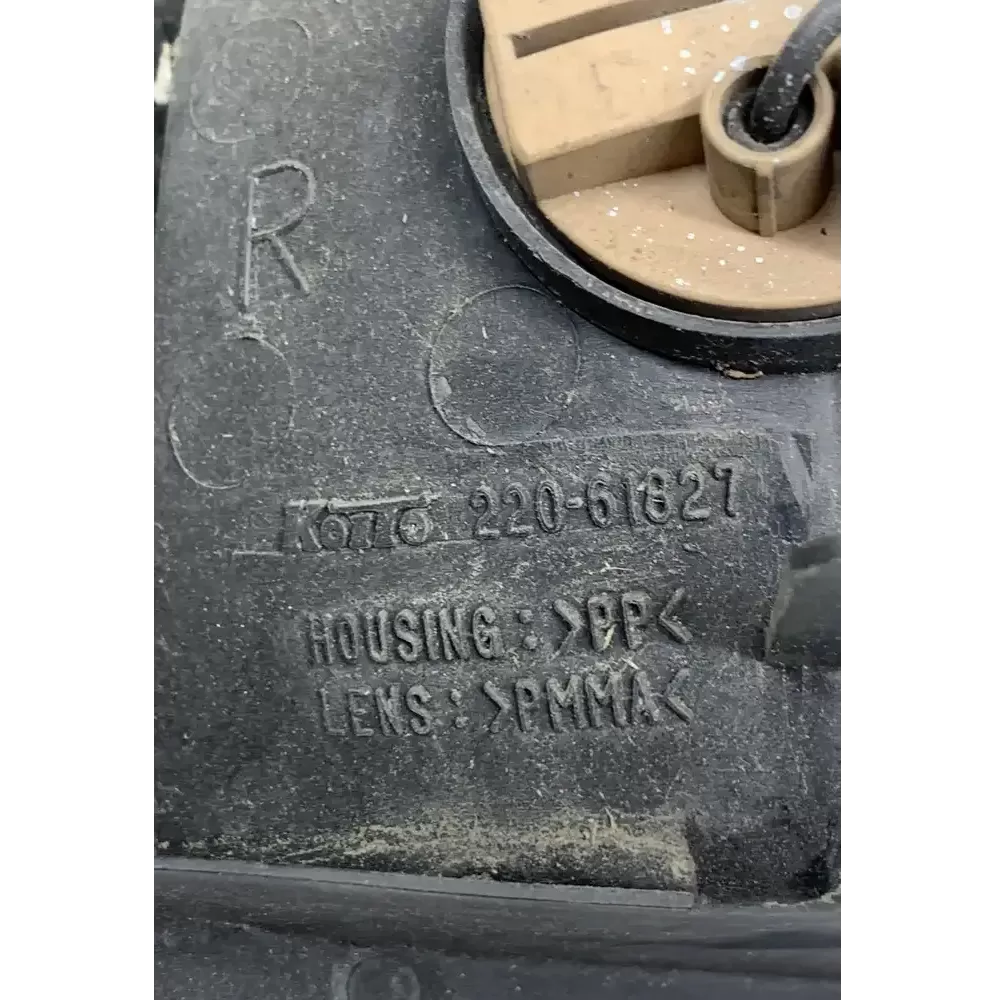 R
KOITO 220-61827
HOUSING : >PP<
LENS : >PMMA<